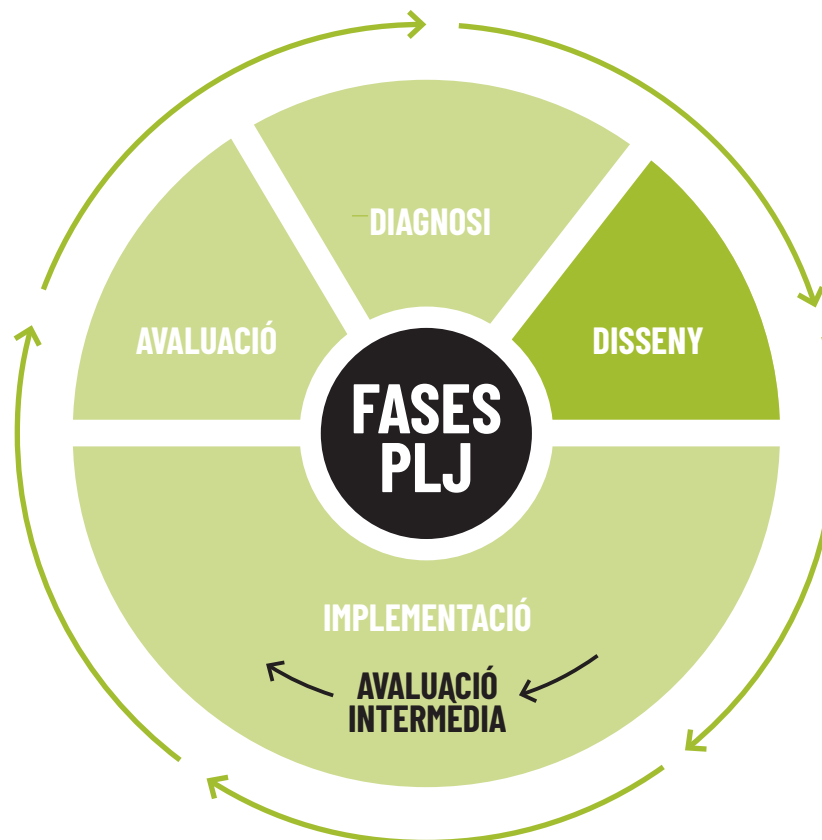 DIAGNOSI
AVALUACIÓ
DISSENY
FASES
PLJ
IMPLEMENTACIÓ
AVALUACIÓ
INTERMÈDIA